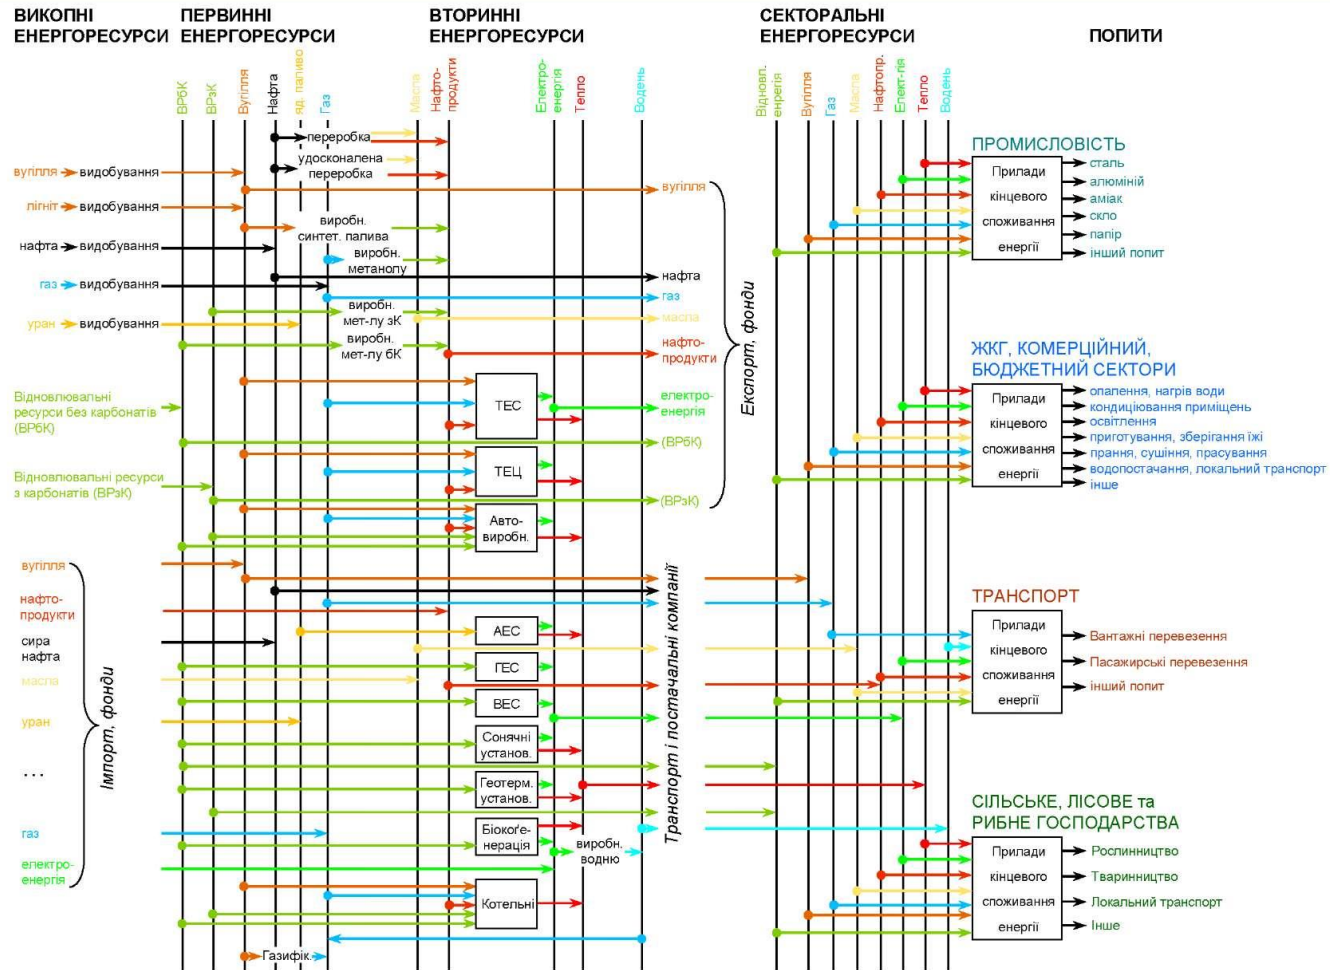 ВИКОПНІ
ЕНЕРГОРЕСУРСИ
ПЕРВИННІ
ЕНЕРГОРЕСУРСИ
ВТОРИННІ
ЕНЕРГОРЕСУРСИ
СЕКТОРАЛЬНІ
ЕНЕРГОРЕСУРСИ
ПОПИТИ
ВРбК
ВРзК
Вугілля
Нафта
яд. паливо
Газ
Масла
Нафто-
продукти
Електро-
енергія
Тепло
Водень
Відновл.
енергія
Вугілля
Газ
Масла
Нафтопр.
Елект-гія
Тепло
Водень
вугілля
видобування
лігніт
видобування
нафта
видобування
газ
видобування
уран
видобування
Відновлювальні
ресурси без карбонатів
(ВРбК)
Відновлювальні ресурси
з карбонатів (ВРзК)
вугілля
нафто-
продукти
сира
нафта
масла
уран
...
газ
електро-
енергія
Імпорт, фонди
переробка
удосконалена
переробка
виробн.
синтет. палива
виробн.
метанолу
виробн.
мет-лу зК
виробн.
мет-лу бК
ТЕС
ТЕЦ
Авто-
виробн.
АЕС
ГЕС
ВЕС
Сонячні
установ.
Геотерм.
установ.
Біокоґе-
нерація
виробн.
водню
Котельні
Газифік.
вугілля
нафта
газ
масла
нафто-
продукти
електро-
енергія
(ВРбК)
(ВРзК)
Експорт, фонди
Транспорт і постачальні компанії
ПРОМИСЛОВІСТЬ
Прилади
кінцевого
споживання
енергії
сталь
алюміній
аміак
скло
папір
інший попит
ЖКГ, КОМЕРЦІЙНИЙ,
БЮДЖЕТНИЙ СЕКТОРИ
Прилади
кінцевого
споживання
енергії
опалення, нагрів води
кондиціювання приміщень
освітлення
приготування, зберігання їжі
прання, сушіння, прасування
водопостачання, локальний транспорт
інше
ТРАНСПОРТ
Прилади
кінцевого
споживання
енергії
Вантажні перевезення
Пасажирські перевезення
інший попит
СІЛЬСЬКЕ, ЛІСОВЕ та
РИБНЕ ГОСПОДАРСТВА
Прилади
кінцевого
споживання
енергії
Рослинництво
Тваринництво
Локальний транспорт
Інше